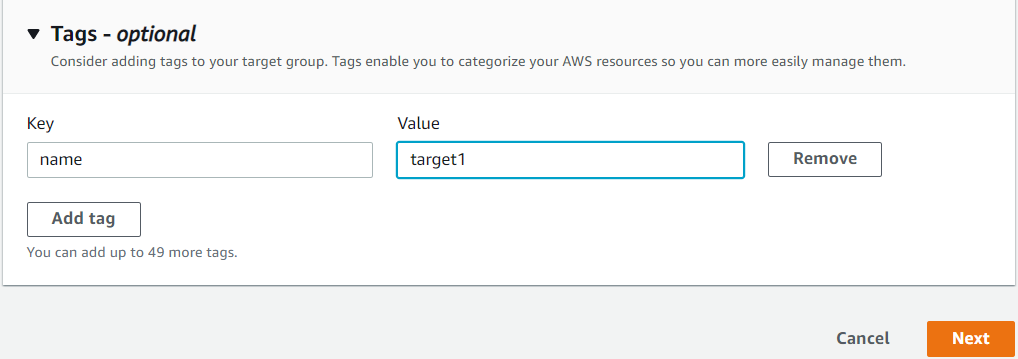 Tags - optional
Consider adding tags to your target group. Tags enable you to categorize your AWS resources so you can more easily manage them.
Key Value
name target1 Remove
Add tag
You can add up to 49 more tags.
Cancel Next